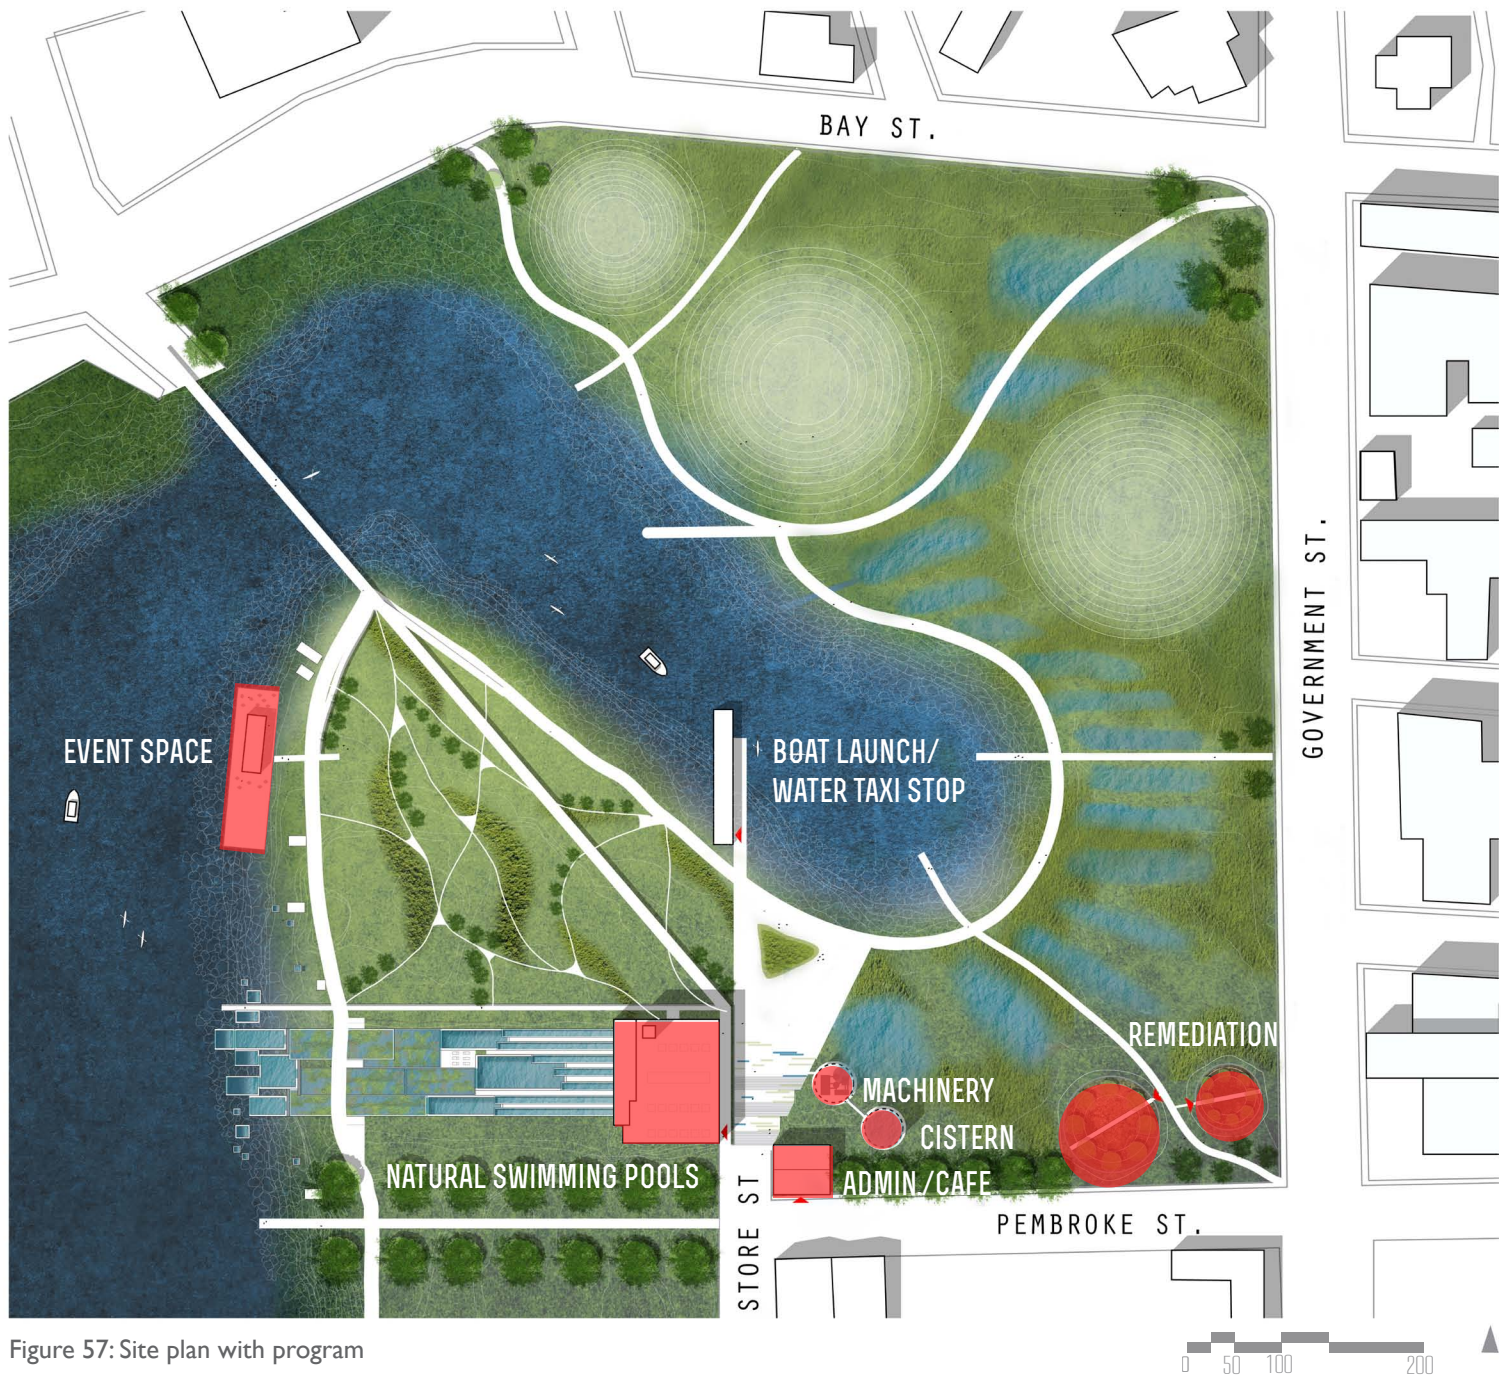 BAY ST.
GOVERNMENT ST.
EVENT SPACE
BOAT LAUNCH/
WATER TAXI STOP
REMEDIATION
MACHINERY
CISTERN
NATURAL SWIMMING POOLS
ADMIN./CAFE
STORE ST
PEMBROKE ST.
Figure 57: Site plan with program
0 50 100 200